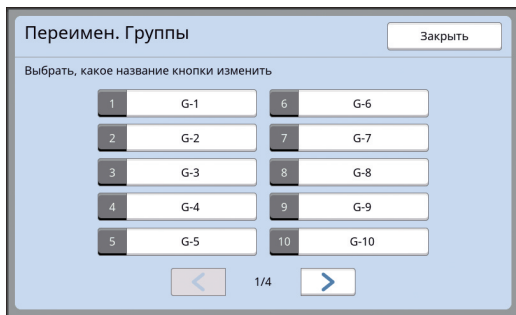 Переимен. Группы
Закрыть
Выбрать, какое название кнопки изменить
1 G-1 6 G-6
2 G-2 7 G-7
3 G-3 8 G-8
4 G-4 9 G-9
5 G-5 10 G-10
1/4